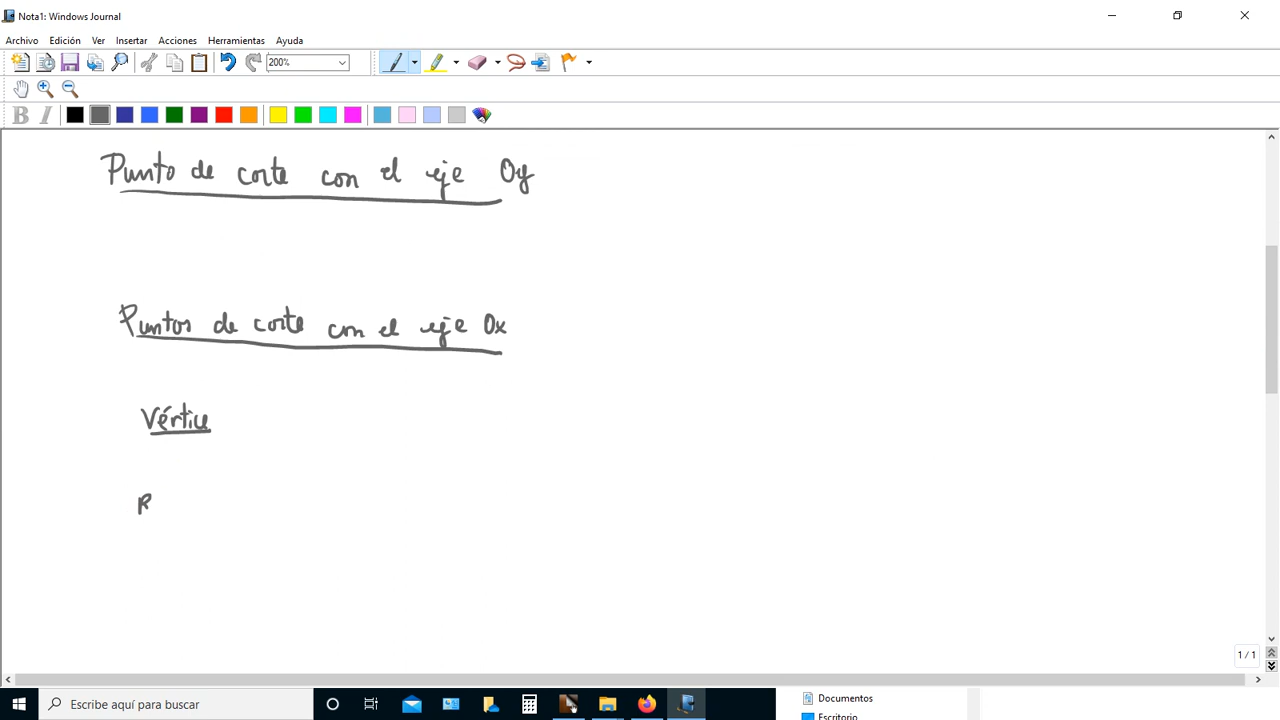 Nota1: Windows Journal
Archivo Edición Ver Insertar Acciones Herramientas Ayuda
200%
B I
Punto de corte con el eje Oy
Puntos de corte con el eje Ox
Vértice
R
1 / 1
Escribe aquí para buscar
Documentos
Escritorio